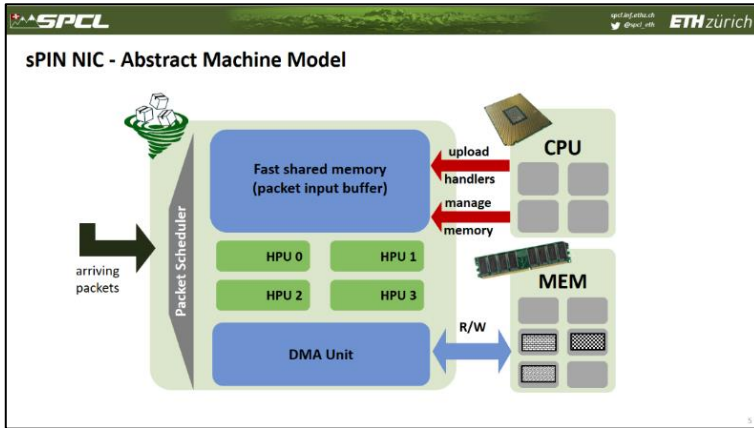 SPCL
spcl.inf.ethz.ch
@spcl_eth
ETH zürich
sPIN NIC - Abstract Machine Model
Fast shared memory
(packet input buffer)
upload
handlers
manage
memory
CPU
Packet Scheduler
arriving
packets
HPU 0
HPU 1
HPU 2
HPU 3
DMA Unit
R/W
MEM
5